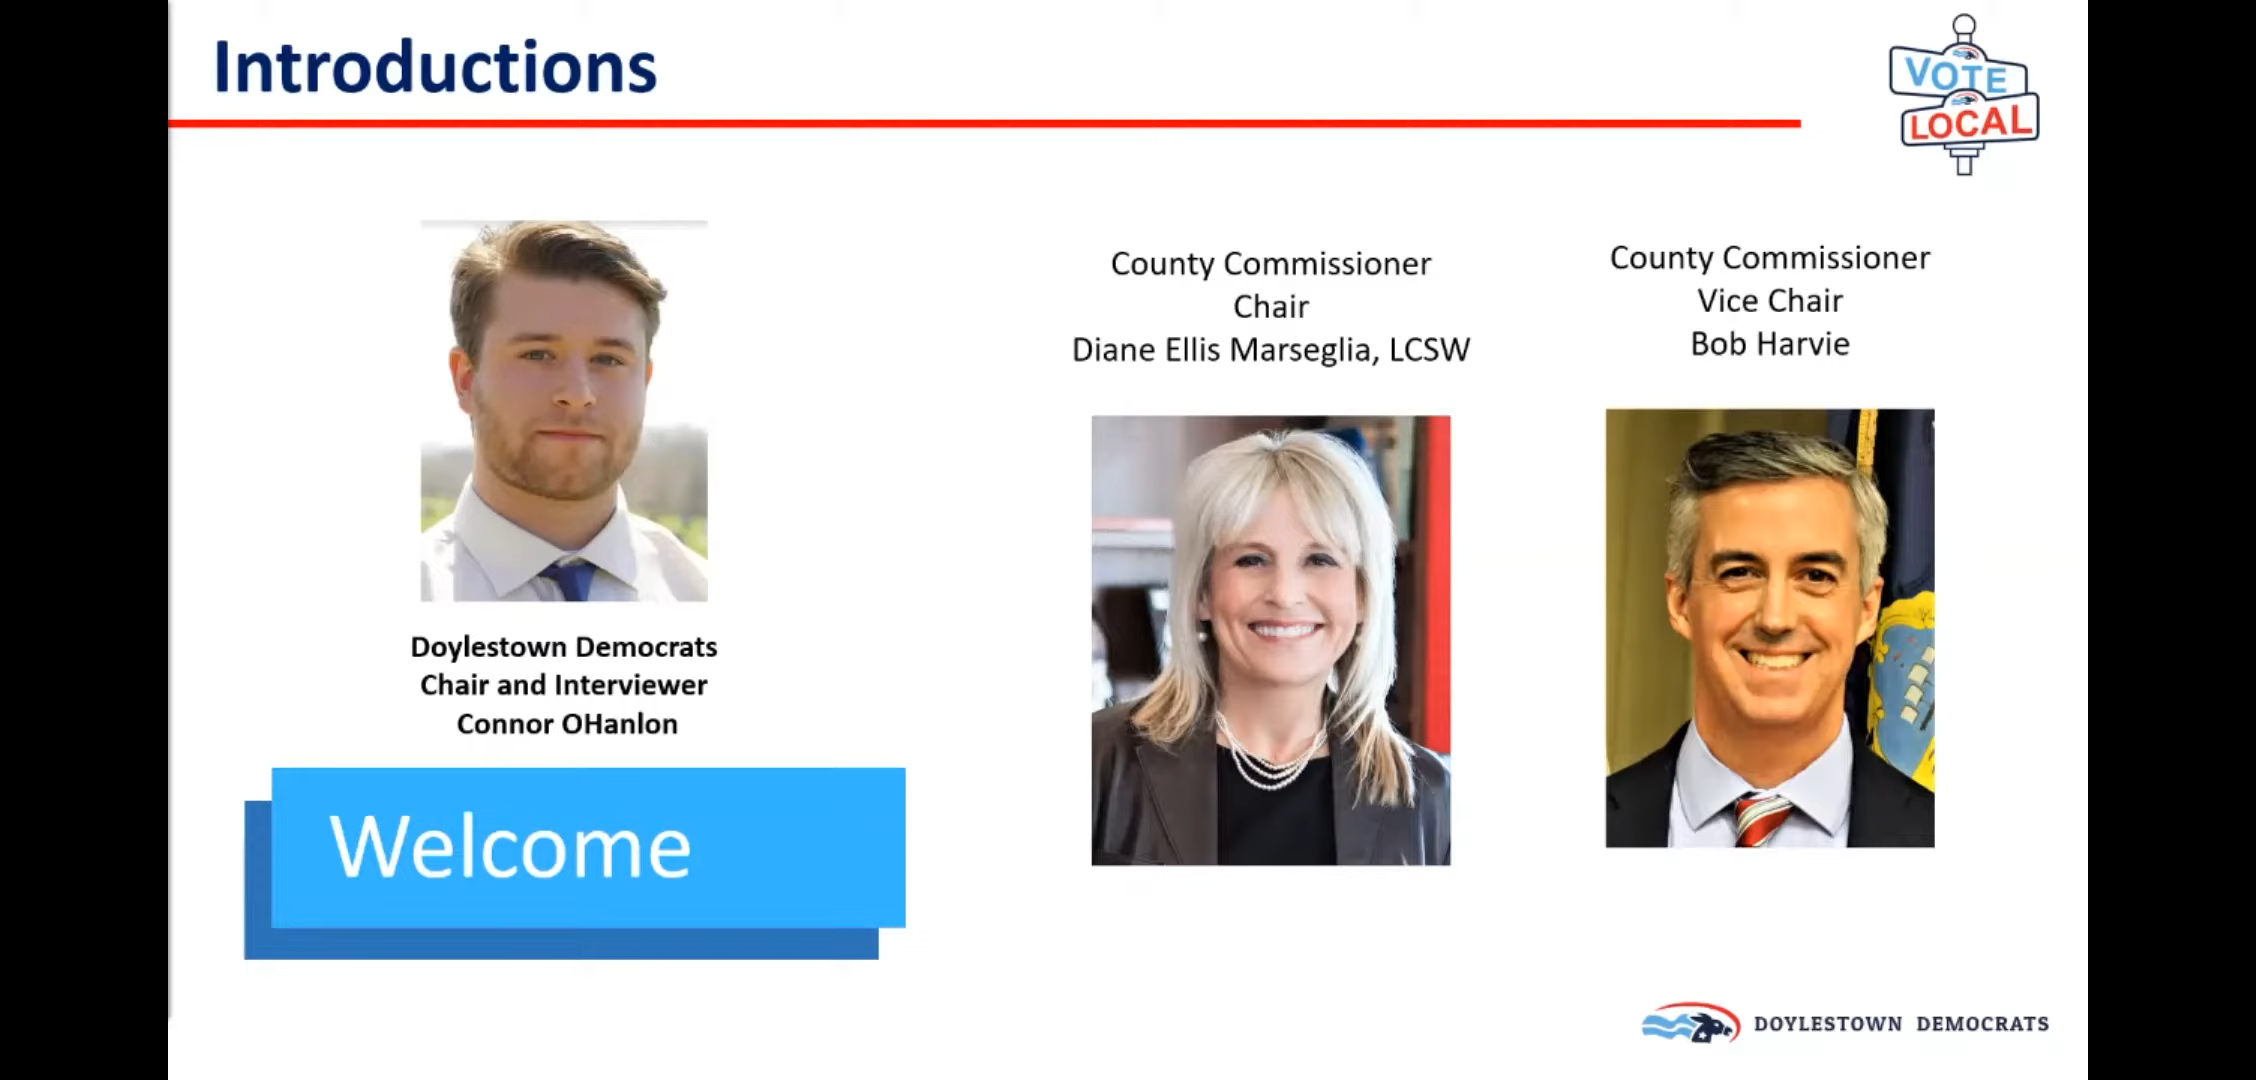 Introductions
VOTE
LOCAL
Doylestown Democrats
Chair and Interviewer
Connor OHanlon
Welcome
County Commissioner
Chair
Diane Ellis Marseglia, LCSW
County Commissioner
Vice Chair
Bob Harvie
DOYLESTOWN DEMOCRATS